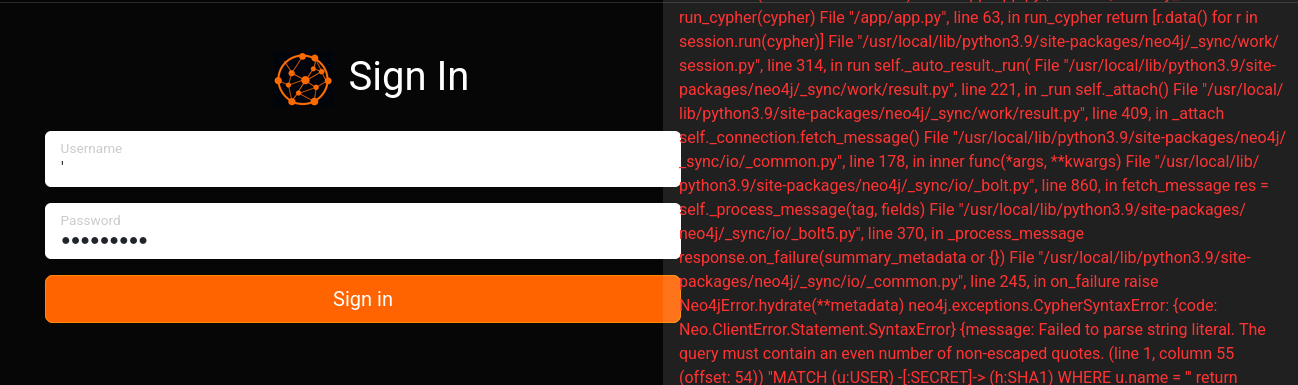 Sign In
Username
'
Password
Sign in
run_cypher(cypher) File "/app/app.py", line 63, in run_cypher return [r.data() for r in
session.run(cypher)] File "/usr/local/lib/python3.9/site-packages/neo4j/_sync/work/
session.py", line 314, in run self._auto_result._run( File "/usr/local/lib/python3.9/site-
packages/neo4j/_sync/work/result.py", line 221, in _run self._attach() File "/usr/local/
lib/python3.9/site-packages/neo4j/_sync/work/result.py", line 409, in _attach
self._connection.fetch_message() File "/usr/local/lib/python3.9/site-packages/neo4j/
_sync/io/_common.py", line 178, in inner func(*args, **kwargs) File "/usr/local/lib/
python3.9/site-packages/neo4j/_sync/io/_bolt.py", line 860, in fetch_message res =
self._process_message(tag, fields) File "/usr/local/lib/python3.9/site-packages/
neo4j/_sync/io/_bolt5.py", line 370, in _process_message
response.on_failure(summary_metadata or {}) File "/usr/local/lib/python3.9/site-
packages/neo4j/_sync/io/_common.py", line 245, in on_failure raise
Neo4jError.hydrate(**metadata) neo4j.exceptions.CypherSyntaxError: {code:
Neo.ClientError.Statement.SyntaxError} {message: Failed to parse string literal. The
query must contain an even number of non-escaped quotes. (line 1, column 55
(offset: 54)) "MATCH (u:USER) -[:SECRET]-> (h:SHA1) WHERE u.name = ''' return